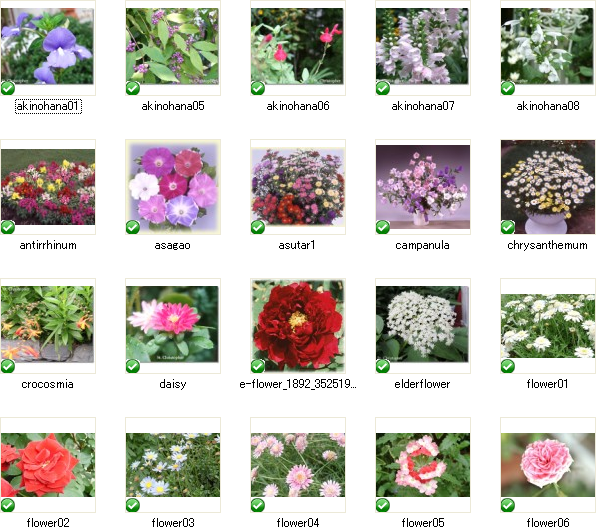 akinohana01
akinohana05
akinohana06
akinohana07
akinohana08
antirrhinum
asagao
asutar1
campanula
chrysanthemum
crocosmia
daisy
e-flower_1892_352519...
elderflower
flower01
flower02
flower03
flower04
flower05
flower06